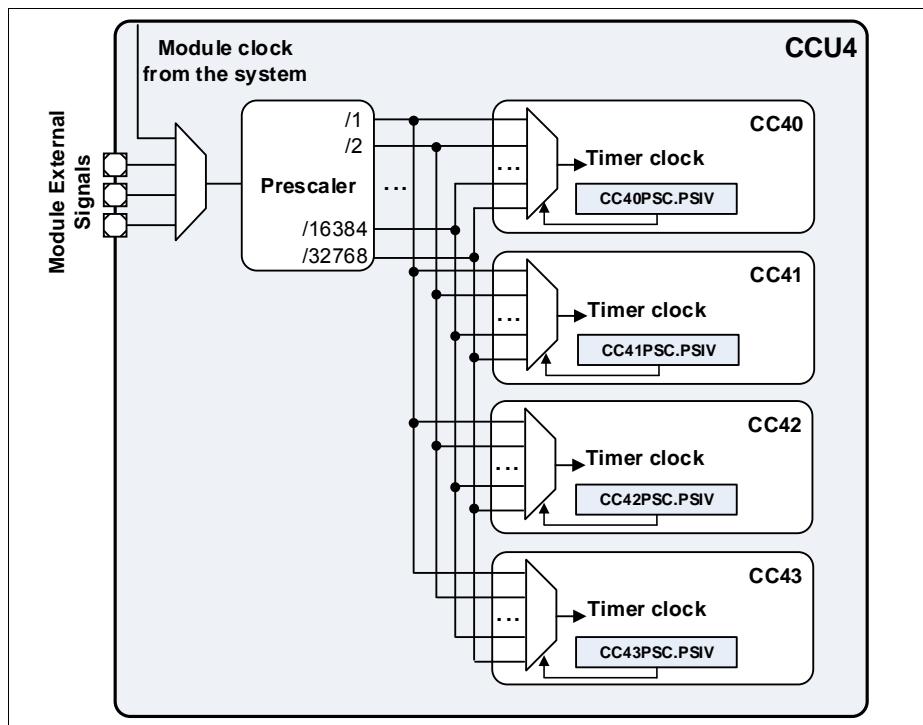 CCU4
Module clock
from the system
Module External
Signals
Prescaler
/1
/2
...
/16384
/32768
...
CC40
...
Timer clock
CC40PSC.PSIV
CC41
...
Timer clock
CC41PSC.PSIV
CC42
...
Timer clock
CC42PSC.PSIV
CC43
...
Timer clock
CC43PSC.PSIV